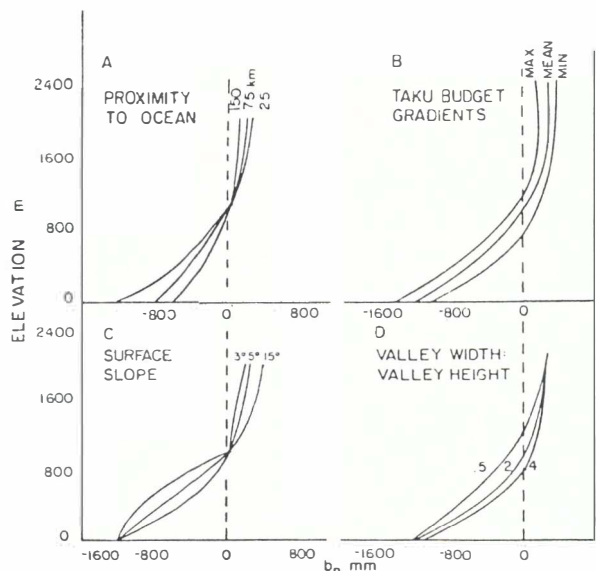 A
PROXIMITY
TO OCEAN
150
75 km
25
B
TAKU BUDGET
GRADIENTS
MAX
MEAN
MIN
2400
1600
800
0
-800
0
800
-1600
-800
0
ELEVATION m
C
SURFACE
SLOPE
3° 5° 15°
D
VALLEY WIDTH:
VALLEY HEIGHT
.5
2
4
2400
1600
800
0
-1600
-800
0
800
-1600
-800
0
bn mm